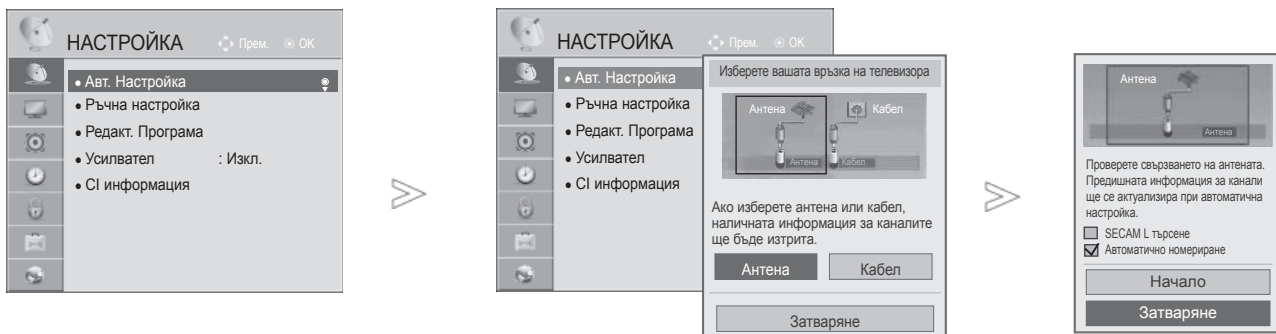 НАСТРОЙКА
Прем. OK
• Авт. Настройка
• Ръчна настройка
• Редакт. Програма
• Усилвател : Изкл.
• CI информация
НАСТРОЙКА
Прем. OK
• Авт. Настройка
• Ръчна настройка
• Редакт. Програма
• Усилвател
• CI информация
Изберете вашата връзка на телевизора
Антена Кабел
Антена Кабел
Ако изберете антена или кабел,
наличната информация за каналите
ще бъде изтрита.
Антена Кабел
Затваряне
Антена
Антена
Проверете свързването на антената.
Предишната информация за канали
ще се актуализира при автоматична
настройка.
SECAM L търсене
Автоматично номериране
Начало
Затваряне